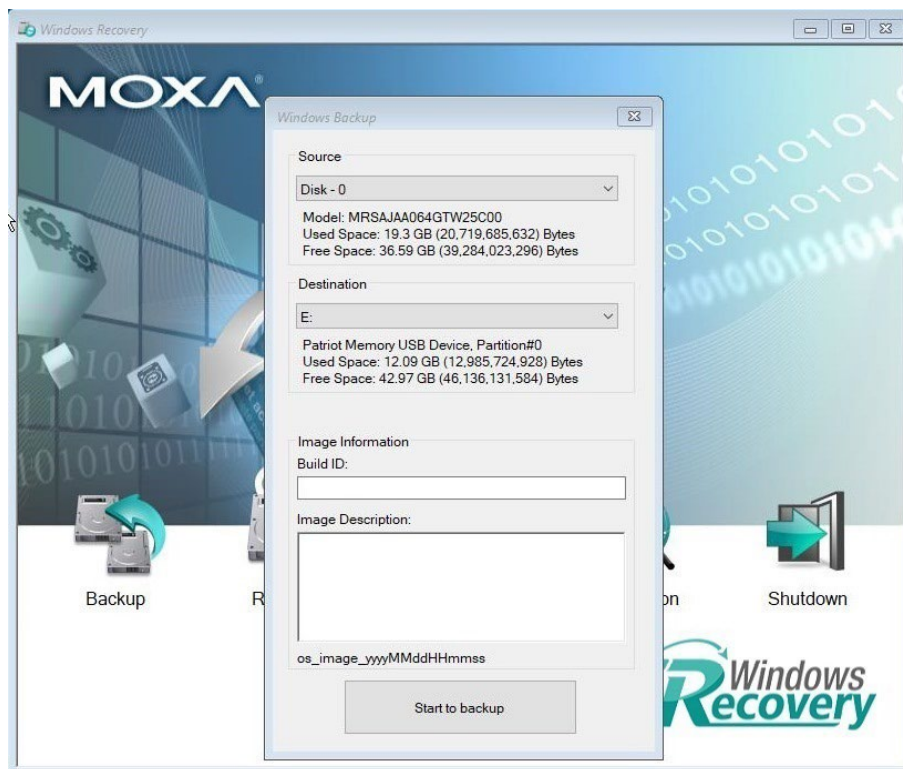 Windows Recovery
MOXA®
Windows Backup
Source
Disk - 0
Model: MRSAJAA064GTW25C00
Used Space: 19.3 GB (20,719,685,632) Bytes
Free Space: 36.59 GB (39,284,023,296) Bytes
Destination
E:
Patriot Memory USB Device, Partition#0
Used Space: 12.09 GB (12,985,724,928) Bytes
Free Space: 42.97 GB (46,136,131,584) Bytes
Image Information
Build ID:
Image Description:
os_image_yyyyMMddHHmmss
Start to backup
Backup
R
on
Shutdown
Windows
Recovery